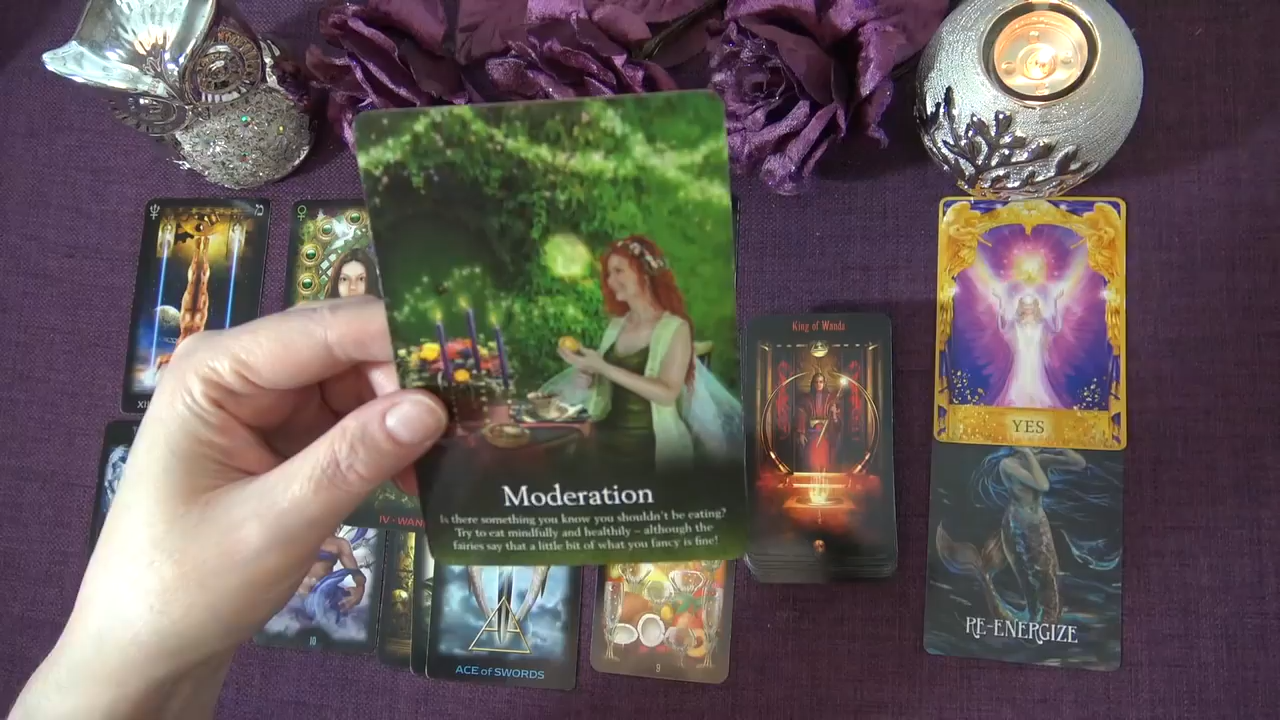 King of Wands
YES
XII
IV - WAN
Moderation
Is there something you know you shouldn't be eating?
Try to eat mindfully and healthily – although the
fairies say that a little bit of what you fancy is fine!
10
9
RE-ENERGIZE
ACE of SWORDS